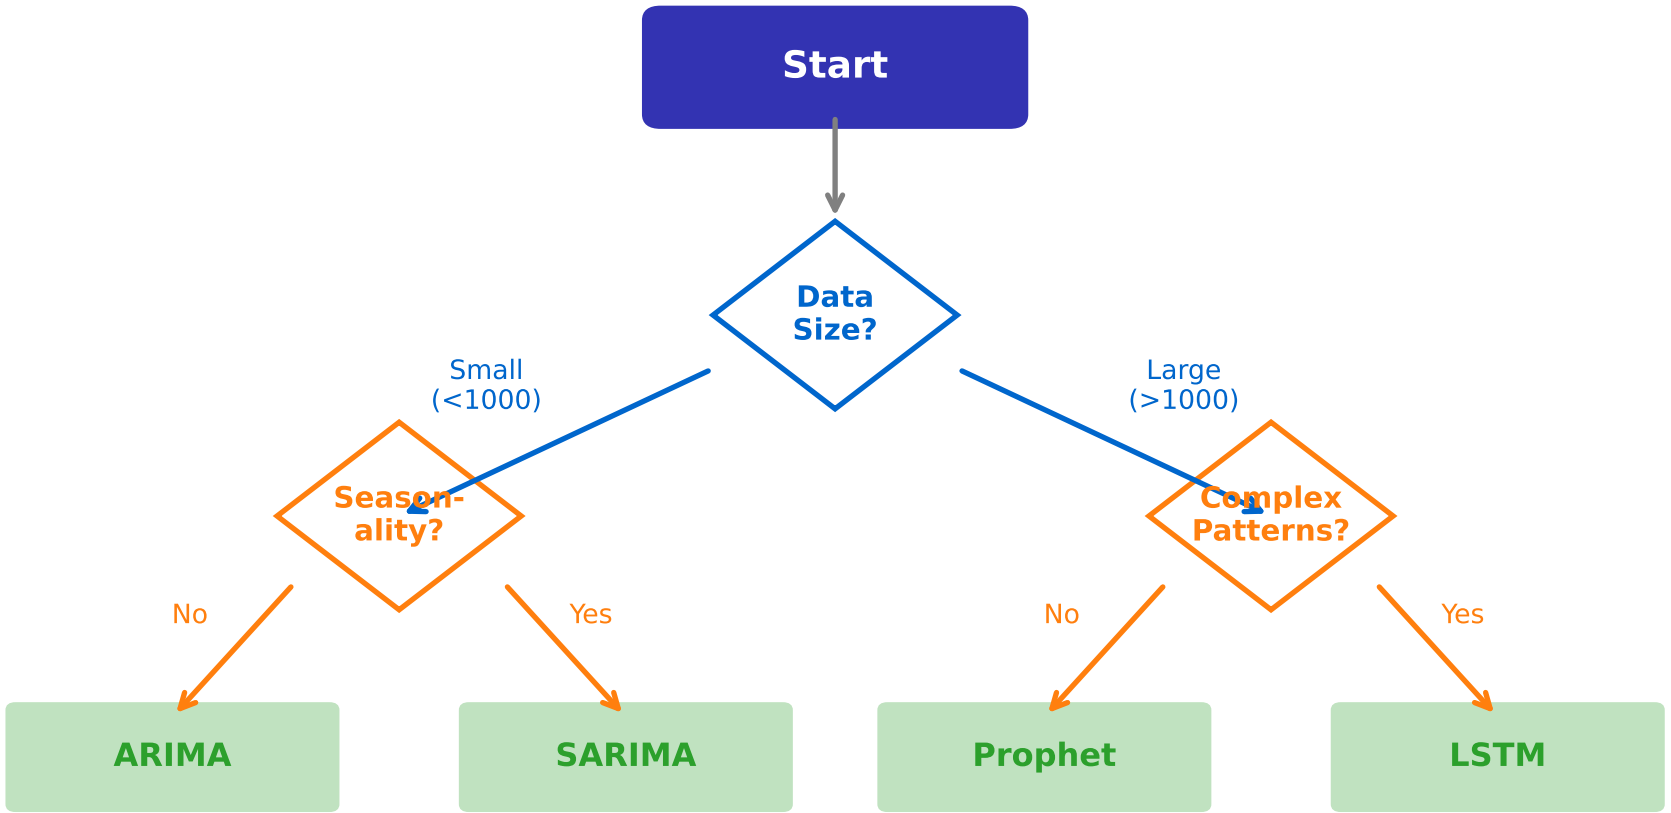 Start
Data
Size?
Small
(<1000)
Large
(>1000)
Season-
ality?
Complex
Patterns?
No
Yes
No
Yes
ARIMA
SARIMA
Prophet
LSTM